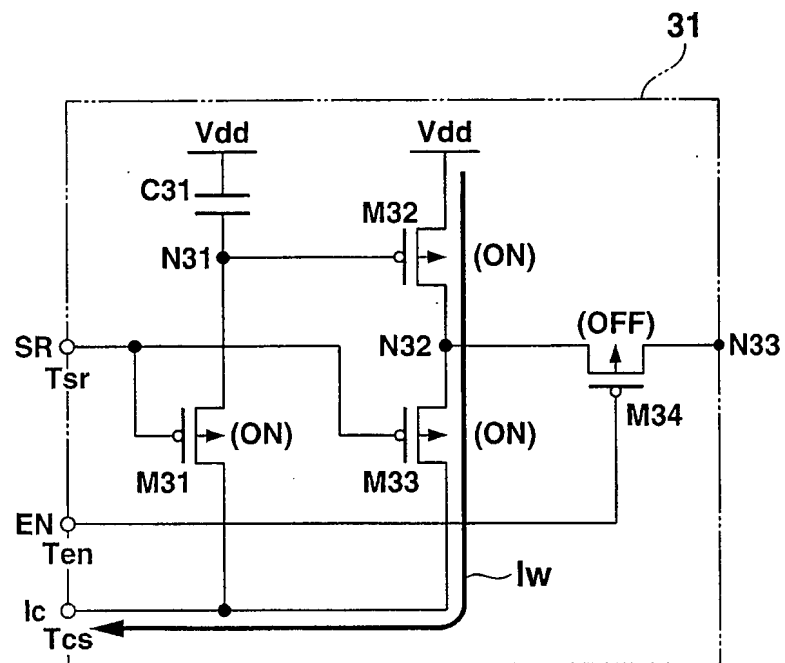 31
Vdd
Vdd
C31
M32
N31
(ON)
(OFF)
SR
Tsr
N32
N33
(ON)
(ON)
M34
M31
M33
EN
Ten
Iw
Ic
Tcs